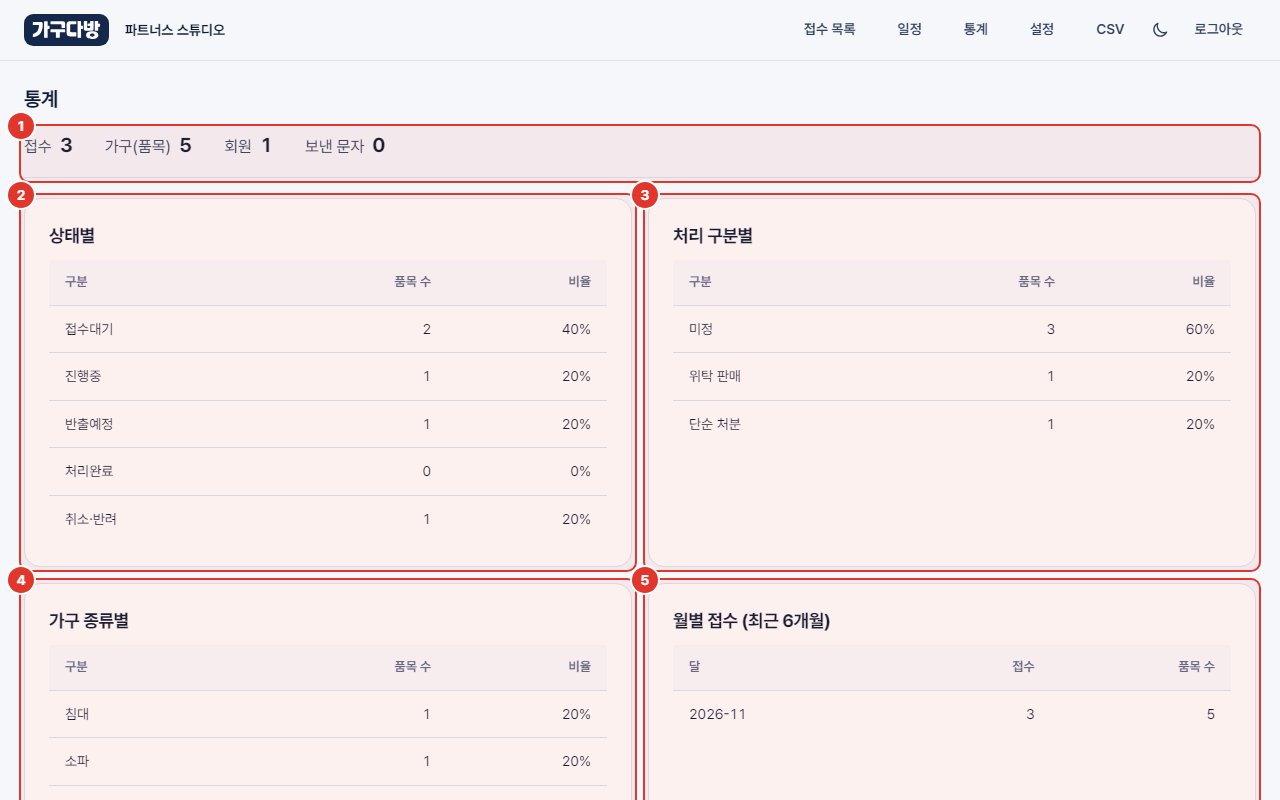 가구다방 파트너스 스튜디오 접수 목록 일정 통계 설정 CSV 로그아웃
통계
1
접수 3 가구(품목) 5 회원 1 보낸 문자 0
2
상태별
구분 품목 수 비율
접수대기 2 40%
진행중 1 20%
반출예정 1 20%
처리완료 0 0%
취소·반려 1 20%
3
처리 구분별
구분 품목 수 비율
미정 3 60%
위탁 판매 1 20%
단순 처분 1 20%
4
가구 종류별
구분 품목 수 비율
침대 1 20%
소파 1 20%
5
월별 접수 (최근 6개월)
달 접수 품목 수
2026-11 3 5